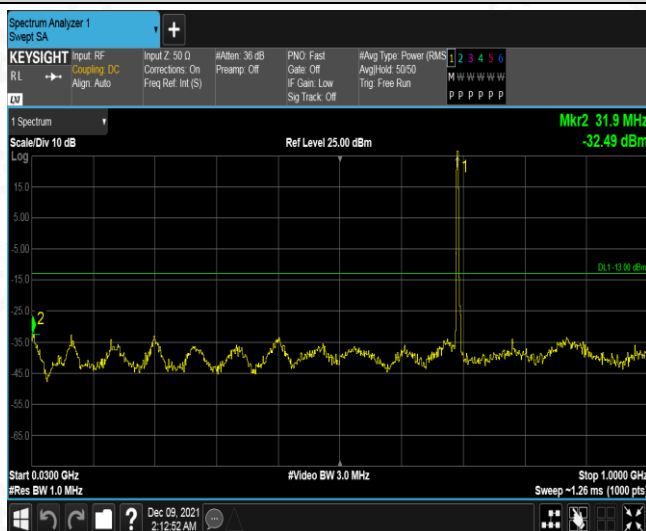 Spectrum Analyzer 1
Swept SA
+
KEYSIGHT
RL
LXI
Input: RF
Coupling: DC
Align: Auto
Input Z: 50 Ω
Corrections: On
Freq Ref: Int (S)
#Atten: 36 dB
Preamp: Off
PNO: Fast
Gate: Off
IF Gain: Low
Sig Track: Off
#Avg Type: Power (RMS
Avg|Hold: 50/50
Trig: Free Run
1 2 3 4 5 6
M W W W W W
P P P P P P
1 Spectrum
Mkr2 31.9 MHz
-32.49 dBm
Scale/Div 10 dB
Ref Level 25.00 dBm
Log
1
15.0
5.00
-5.00
DL1 -13.00 dBm
-15.0
-25.0
2
-35.0
-45.0
-55.0
-65.0
Start 0.0300 GHz
#Video BW 3.0 MHz
Stop 1.0000 GHz
#Res BW 1.0 MHz
Sweep ~1.26 ms (1000 pts)
?
Dec 09, 2021
2:12:52 AM